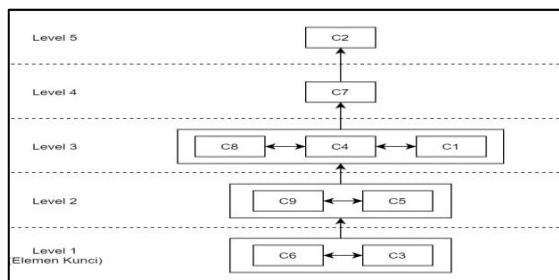 Level 5
C2
Level 4
C7
Level 3
C8
C4
C1
Level 2
C9
C5
Level 1
(Elemen Kunci)
C6
C3